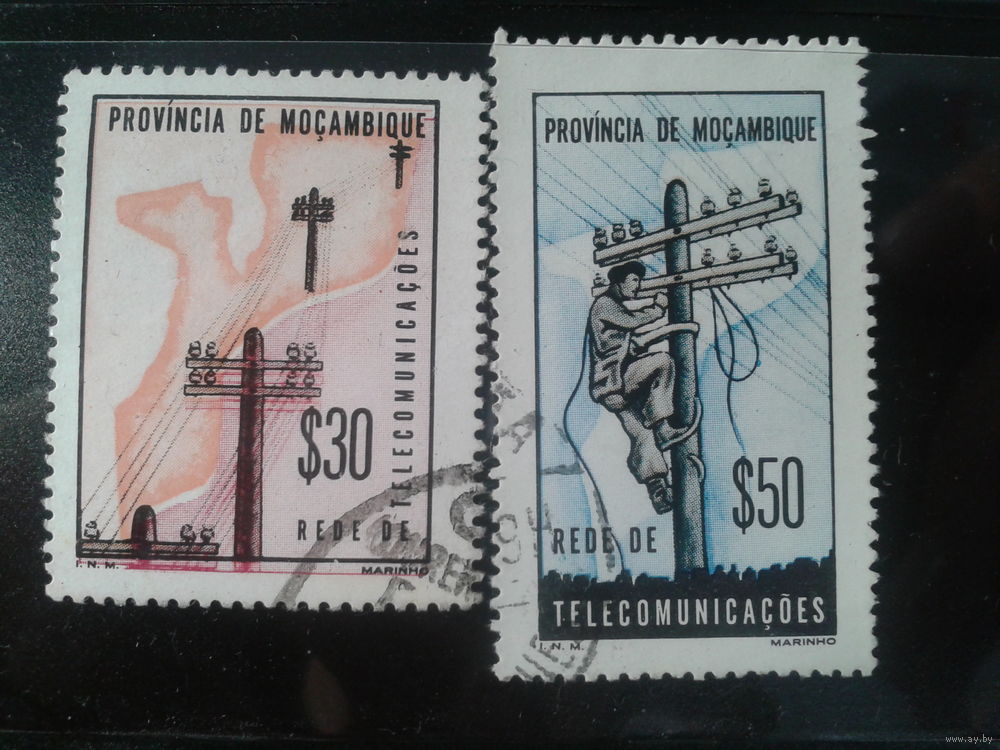 PROVÍNCIA DE MOÇAMBIQUE
$30
REDE DE
TELECOMUNICAÇÕES
I. N. M.
MARINHO
PROVÍNCIA DE MOÇAMBIQUE
$50
REDE DE
TELECOMUNICAÇÕES
I. N. M.
MARINHO
www.ay.by